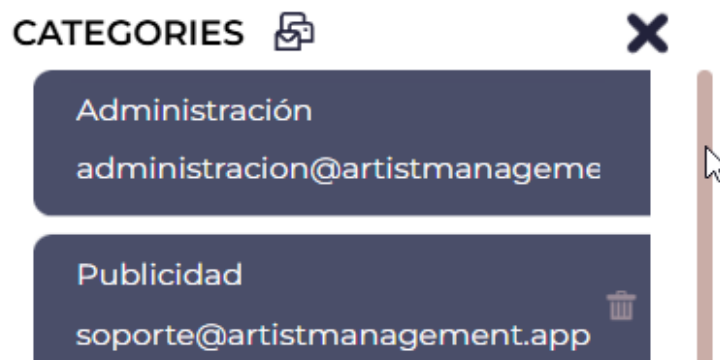 CATEGORIES
Administración
administracion@artistmanageme
Publicidad
soporte@artistmanagement.app